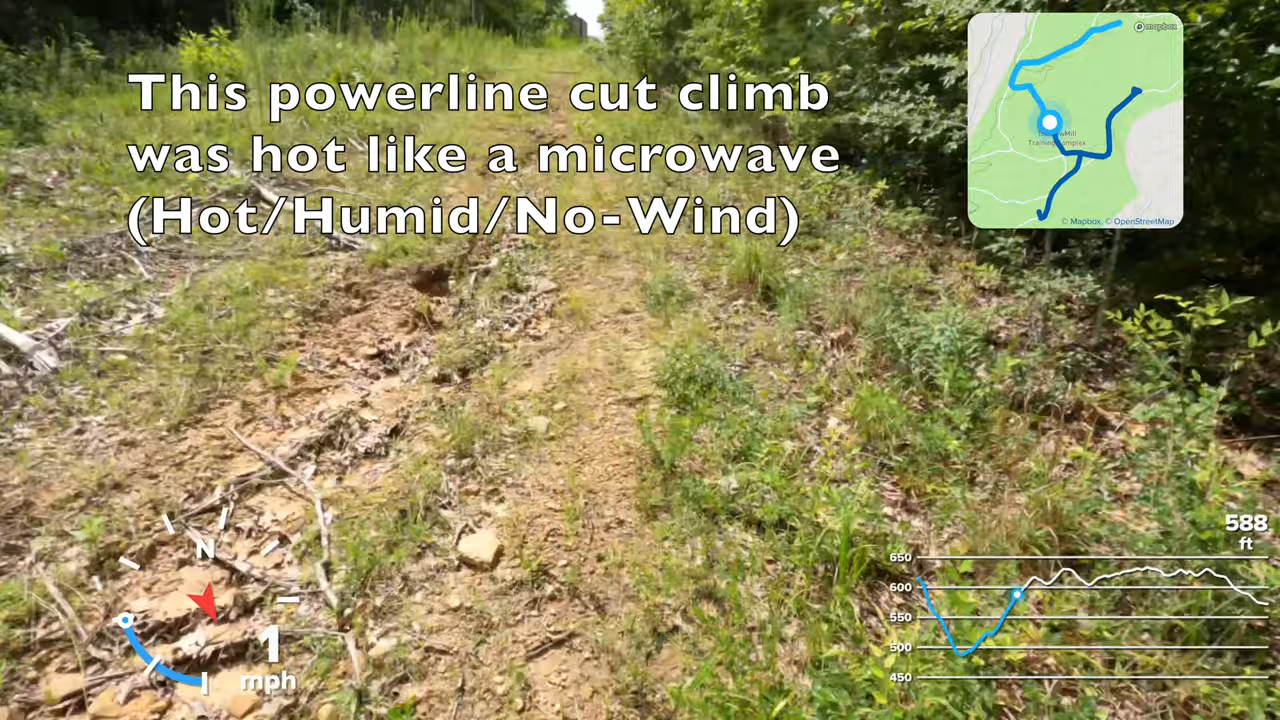 This powerline cut climb
was hot like a microwave
(Hot/Humid/No-Wind)
mapbox
Training Complex
© Mapbox, © OpenStreetMap
N
1
mph
588
ft
650
600
550
500
450